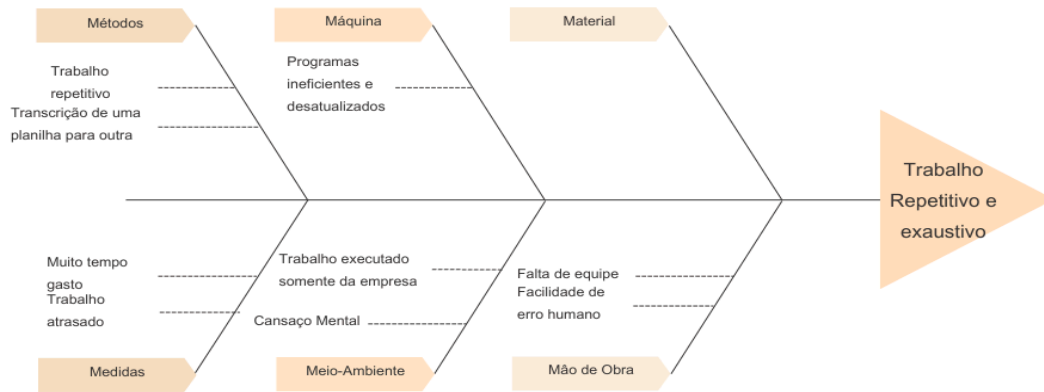 Métodos
Máquina
Material
Trabalho
repetitivo
Transcrição de uma
planilha para outra
Programas
ineficientes e
desatualizados
Trabalho
Repetitivo e
exaustivo
Muito tempo
gasto
Trabalho
atrasado
Trabalho executado
somente da empresa
Cansaço Mental
Falta de equipe
Facilidade de
erro humano
Medidas
Meio-Ambiente
Mâo de Obra